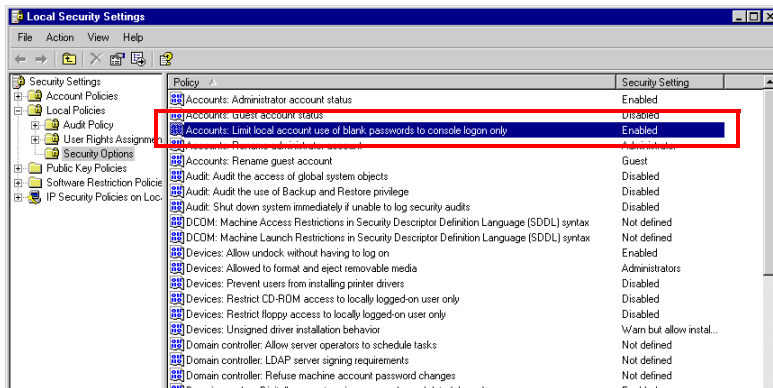 Local Security Settings
File Action View Help
Security Settings
Account Policies
Local Policies
Audit Policy
User Rights Assignmen
Security Options
Public Key Policies
Software Restriction Policie
IP Security Policies on Loc
Policy Security Setting
Accounts: Administrator account status Enabled
Accounts: Guest account status Disabled
Accounts: Limit local account use of blank passwords to console logon only Enabled
Accounts: Rename administrator account Administrator
Accounts: Rename guest account Guest
Audit: Audit the access of global system objects Disabled
Audit: Audit the use of Backup and Restore privilege Disabled
Audit: Shut down system immediately if unable to log security audits Disabled
DCOM: Machine Access Restrictions in Security Descriptor Definition Language (SDDL) syntax Not defined
DCOM: Machine Launch Restrictions in Security Descriptor Definition Language (SDDL) syntax Not defined
Devices: Allow undock without having to log on Enabled
Devices: Allowed to format and eject removable media Administrators
Devices: Prevent users from installing printer drivers Disabled
Devices: Restrict CD-ROM access to locally logged-on user only Disabled
Devices: Restrict floppy access to locally logged-on user only Disabled
Devices: Unsigned driver installation behavior Warn but allow instal...
Domain controller: Allow server operators to schedule tasks Not defined
Domain controller: LDAP server signing requirements Not defined
Domain controller: Refuse machine account password changes Not defined